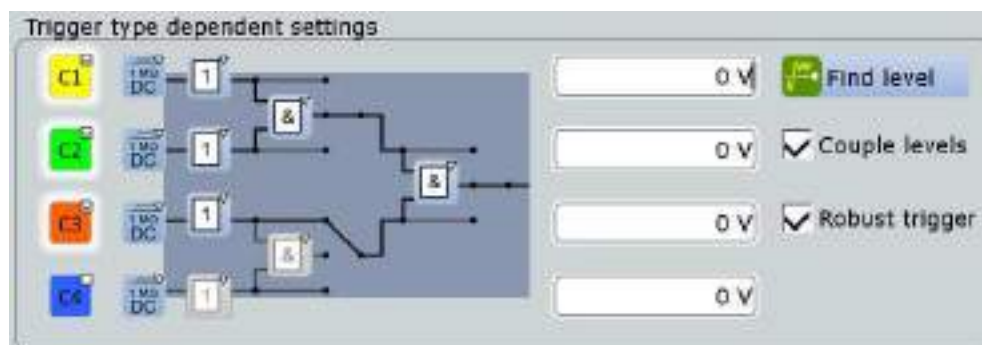 Trigger type dependent settings
C1 1 MΩ DC 1 0 V Find level
&
C2 1 MΩ DC 1 0 V Couple levels
&
C3 1 MΩ DC 1 0 V Robust trigger
&
C4 1 MΩ DC 1 0 V